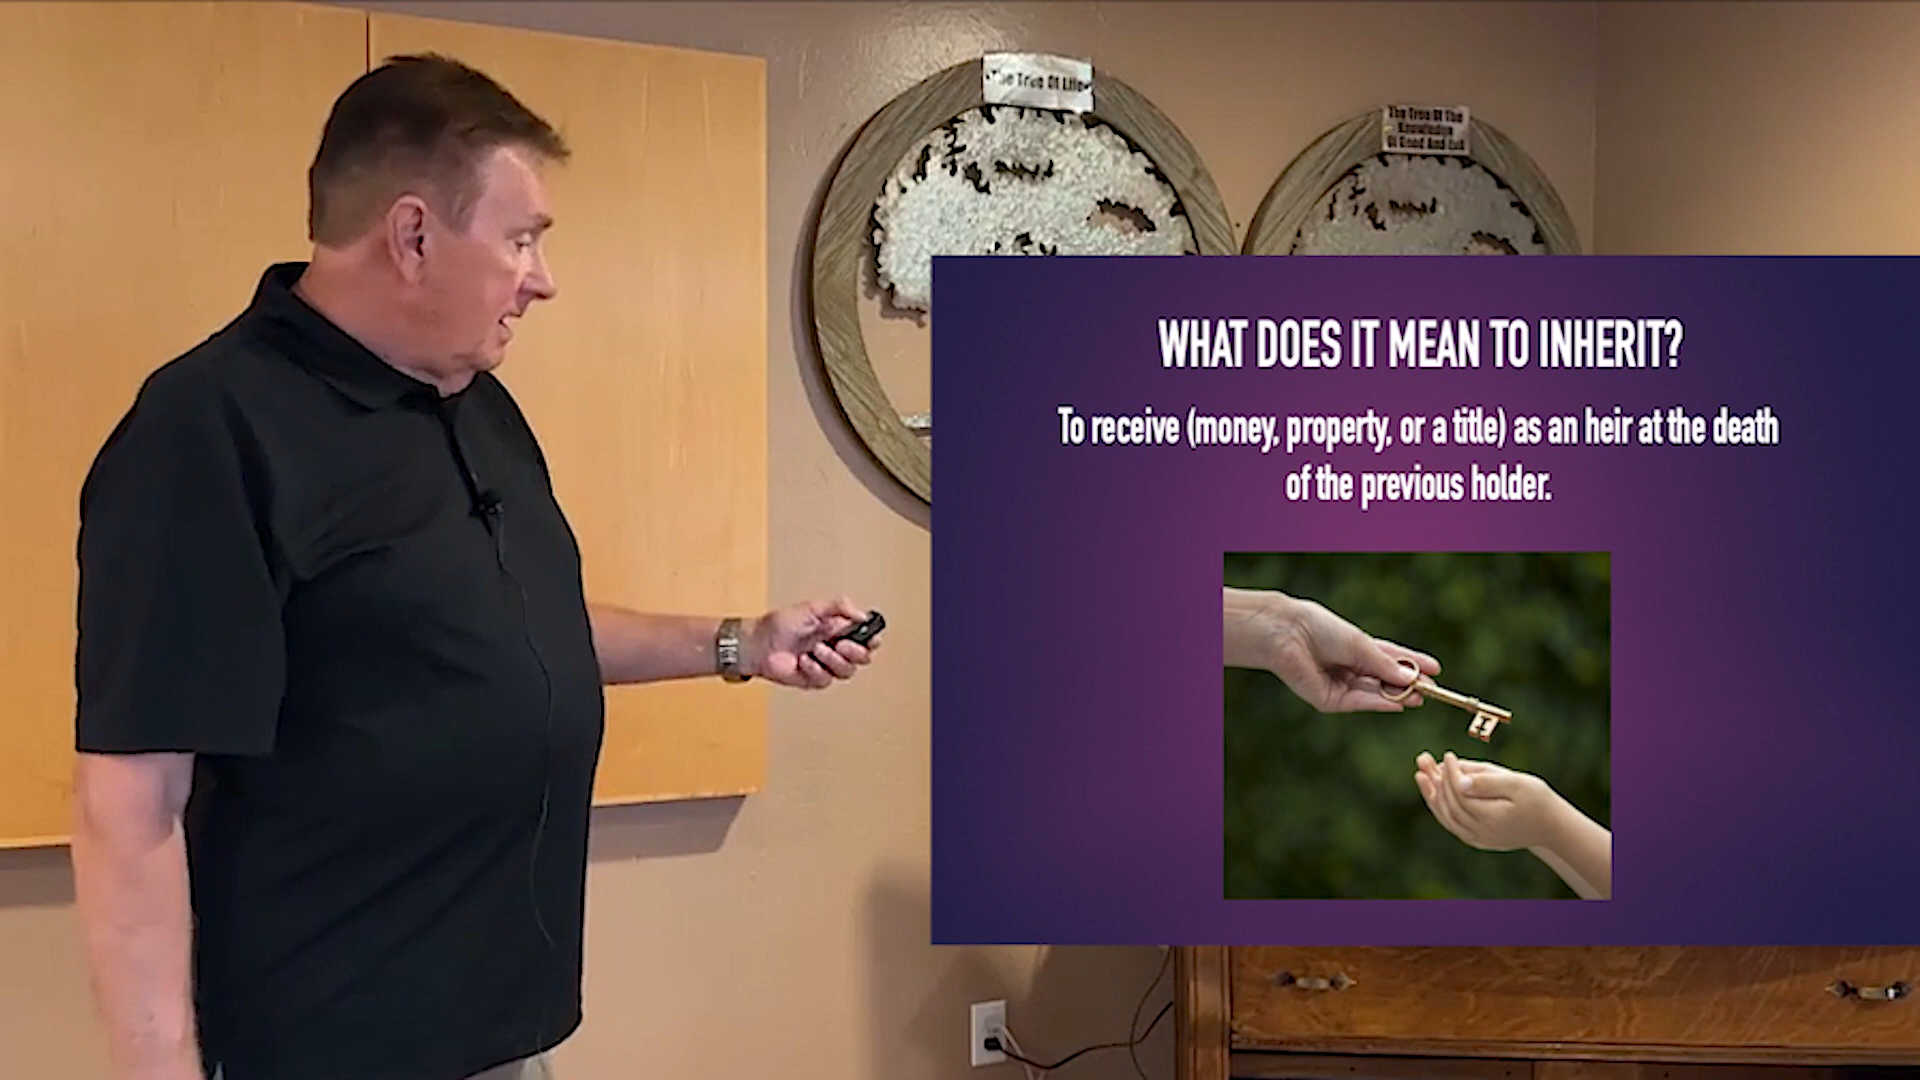 The Tree Of Life
The Tree Of The
Knowledge
Of Good And Evil
WHAT DOES IT MEAN TO INHERIT?
To receive (money, property, or a title) as an heir at the death
of the previous holder.